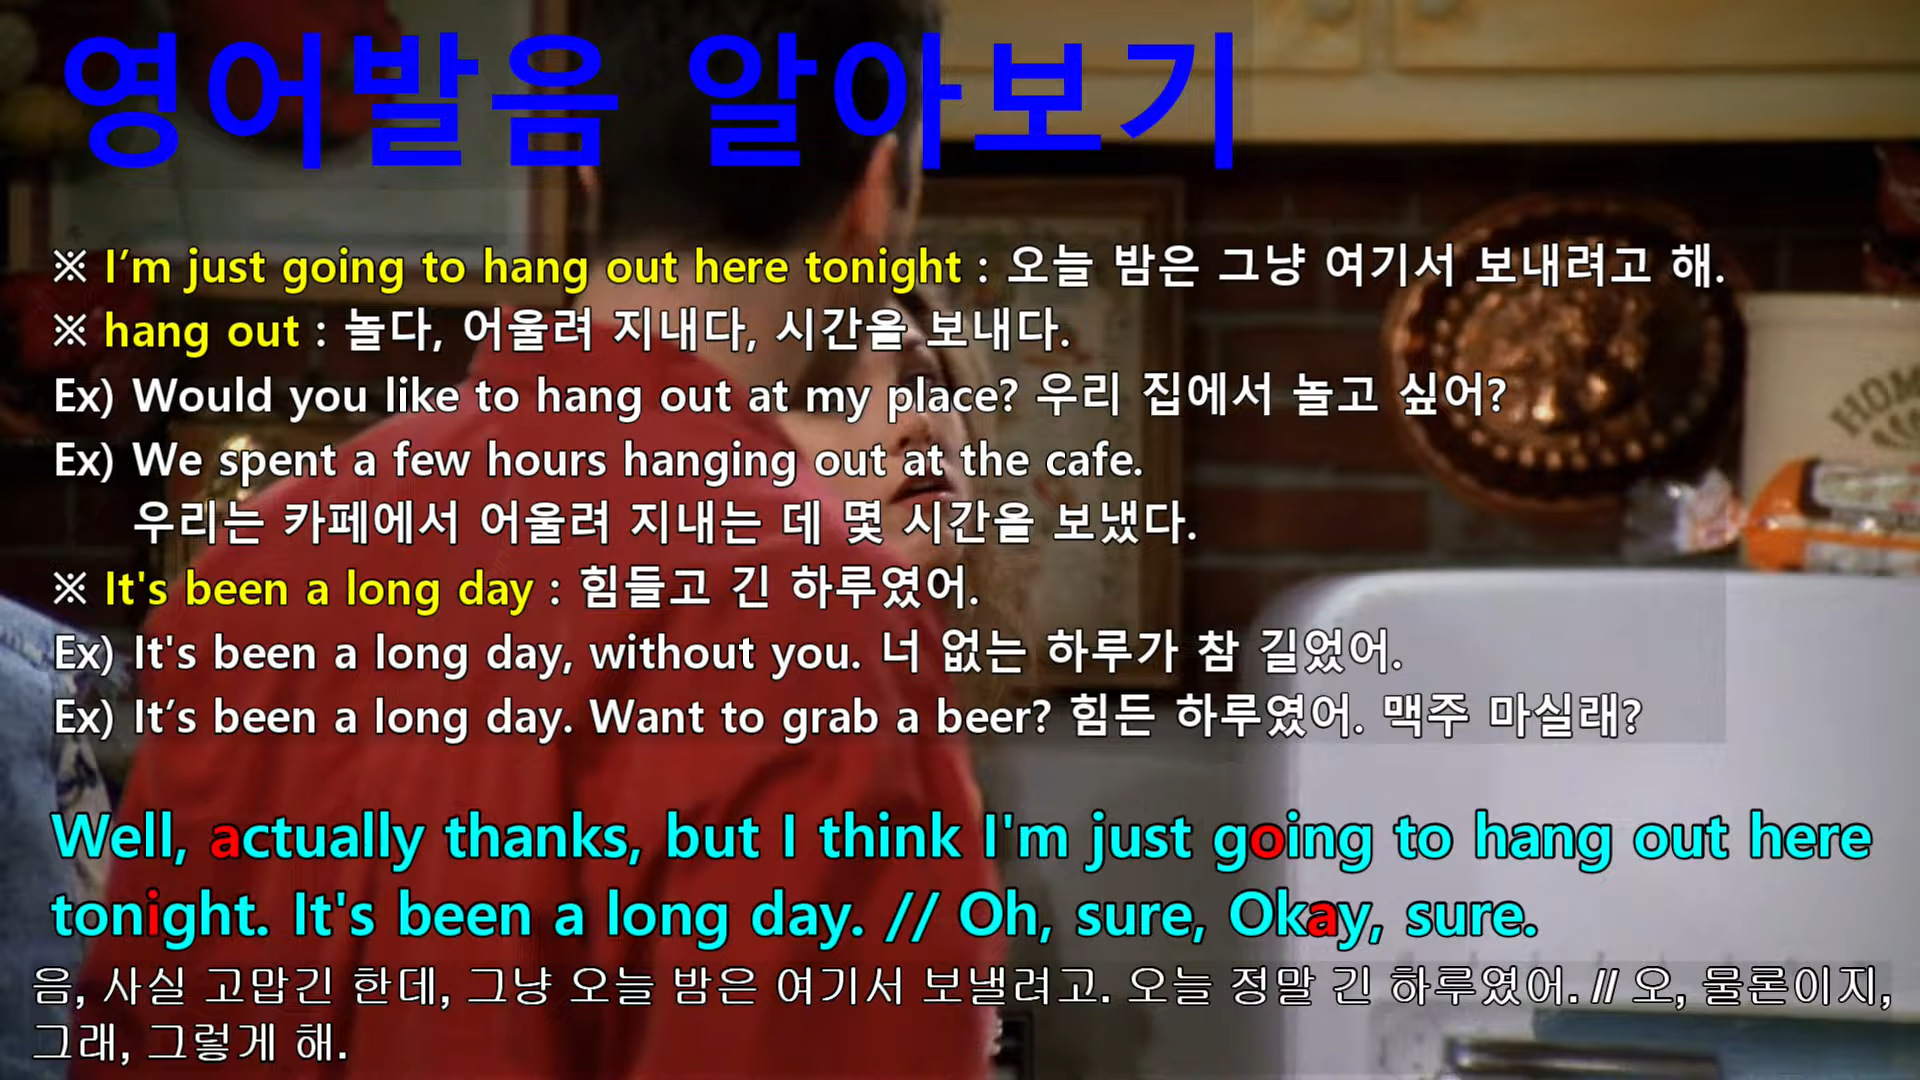 영어발음 알아보기
※ I’m just going to hang out here tonight : 오늘 밤은 그냥 여기서 보내려고 해.
※ hang out : 놀다, 어울려 지내다, 시간을 보내다.
Ex) Would you like to hang out at my place? 우리 집에서 놀고 싶어?
Ex) We spent a few hours hanging out at the cafe.
우리는 카페에서 어울려 지내는 데 몇 시간을 보냈다.
※ It's been a long day : 힘들고 긴 하루였어.
Ex) It's been a long day, without you. 너 없는 하루가 참 길었어.
Ex) It’s been a long day. Want to grab a beer? 힘든 하루였어. 맥주 마실래?
HOM
Well, actually thanks, but I think I'm just going to hang out here
tonight. It's been a long day. // Oh, sure, Okay, sure.
음, 사실 고맙긴 한데, 그냥 오늘 밤은 여기서 보낼려고. 오늘 정말 긴 하루였어. // 오, 물론이지,
그래, 그렇게 해.